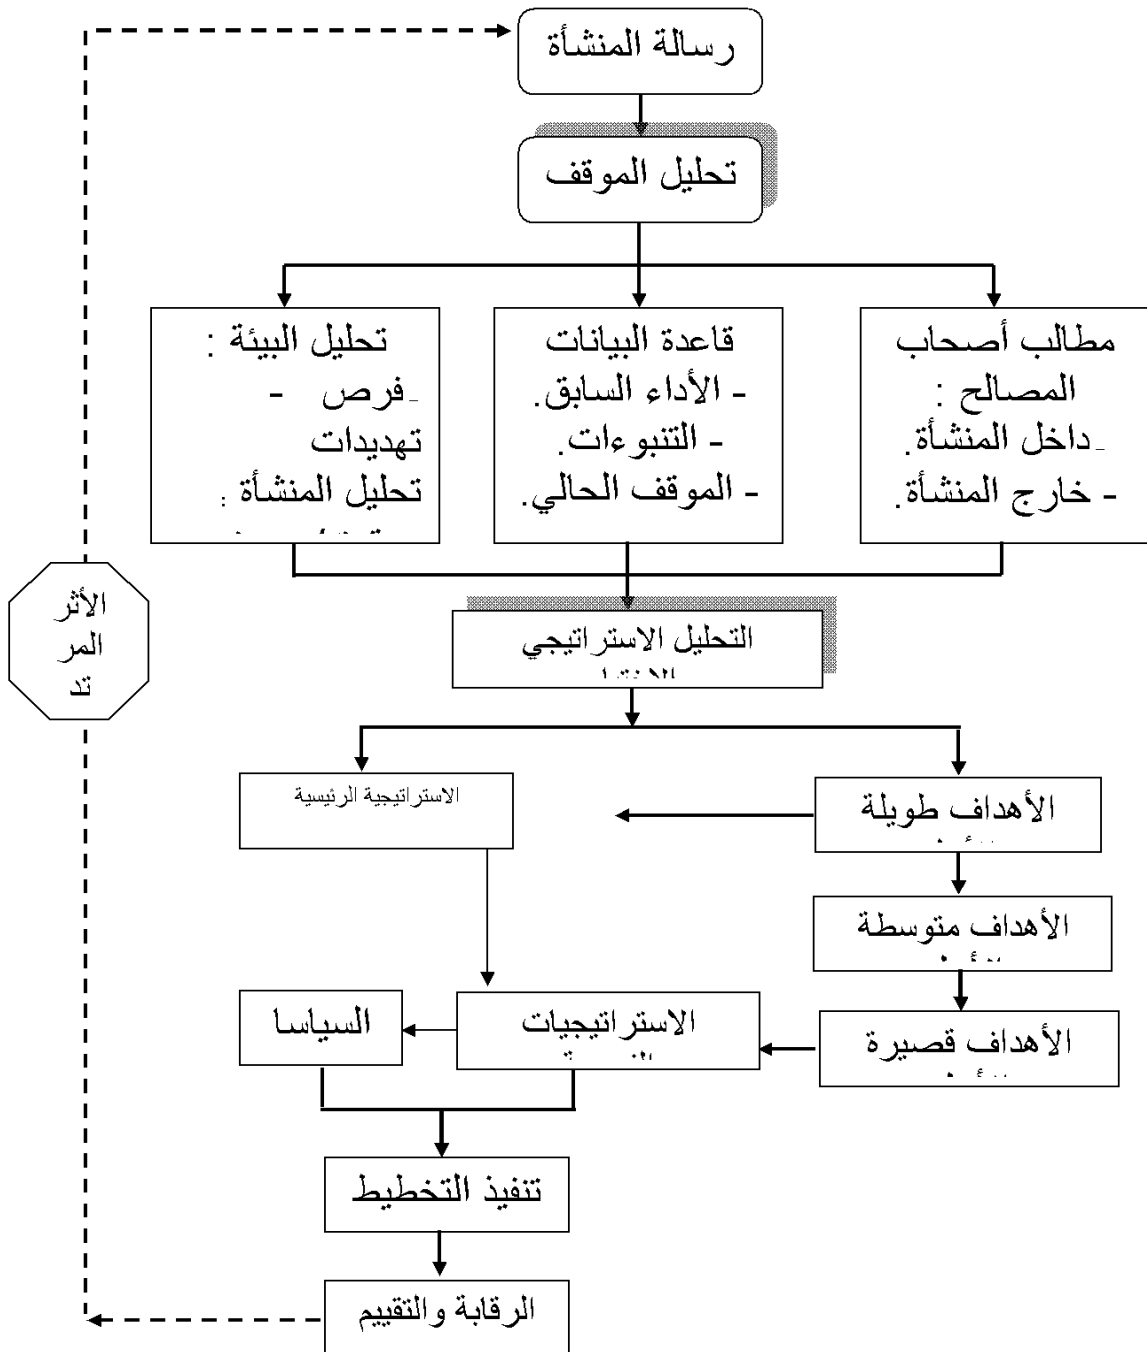 رسالة المنشأة
تحليل الموقف
مطالب أصحاب
المصالح :
- داخل المنشأة.
- خارج المنشأة.
قاعدة البيانات
- الأداء السابق.
- التنبوءات.
- الموقف الحالي.
تحليل البيئة :
- فرص -
تهديدات
تحليل المنشأة :
التحليل الاستراتيجي
الأثر
المر
تد
الأهداف طويلة
الاستراتيجية الرئيسية
الأهداف متوسطة
الأهداف قصيرة
الاستراتيجيات
السياسا
تنفيذ التخطيط
الرقابة والتقييم